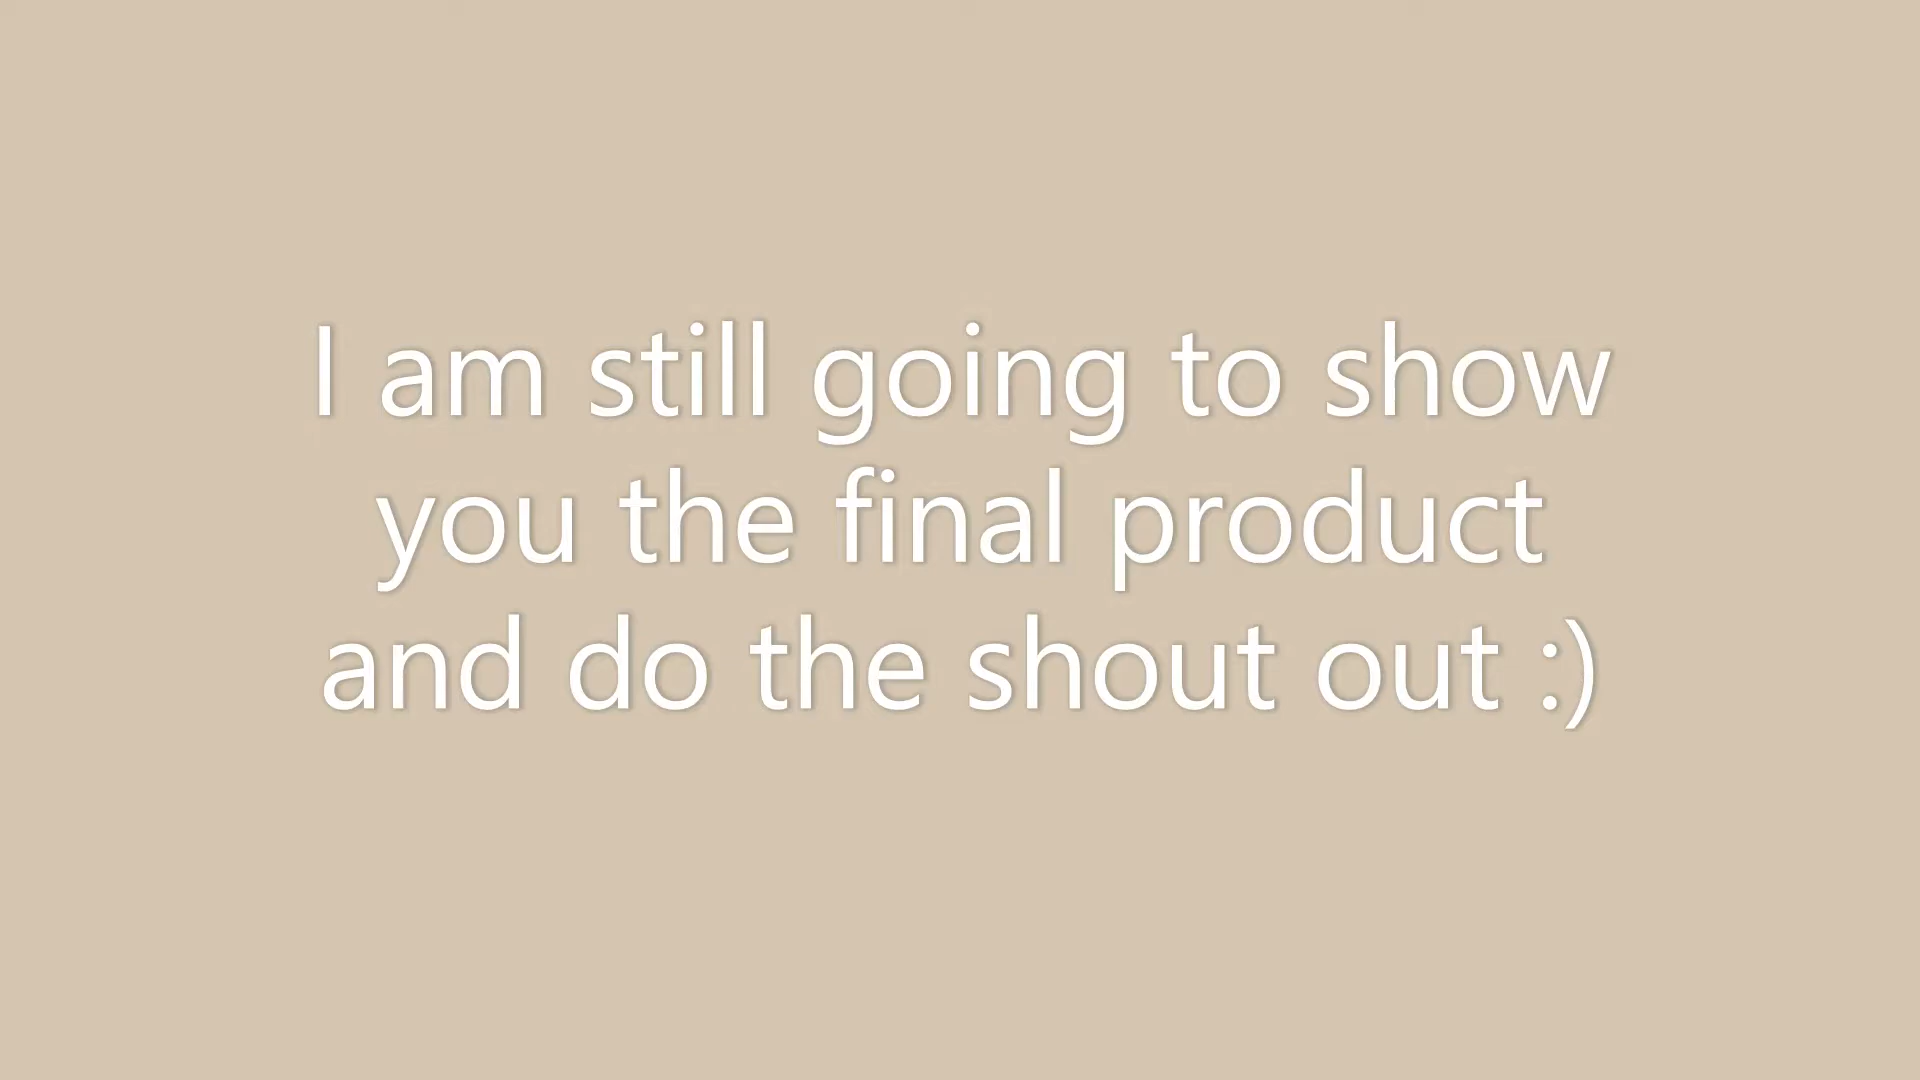 I am still going to show
you the final product
and do the shout out :)